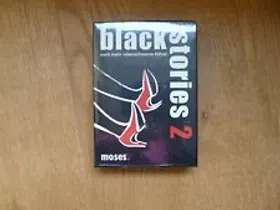 black
stories 2
moses.